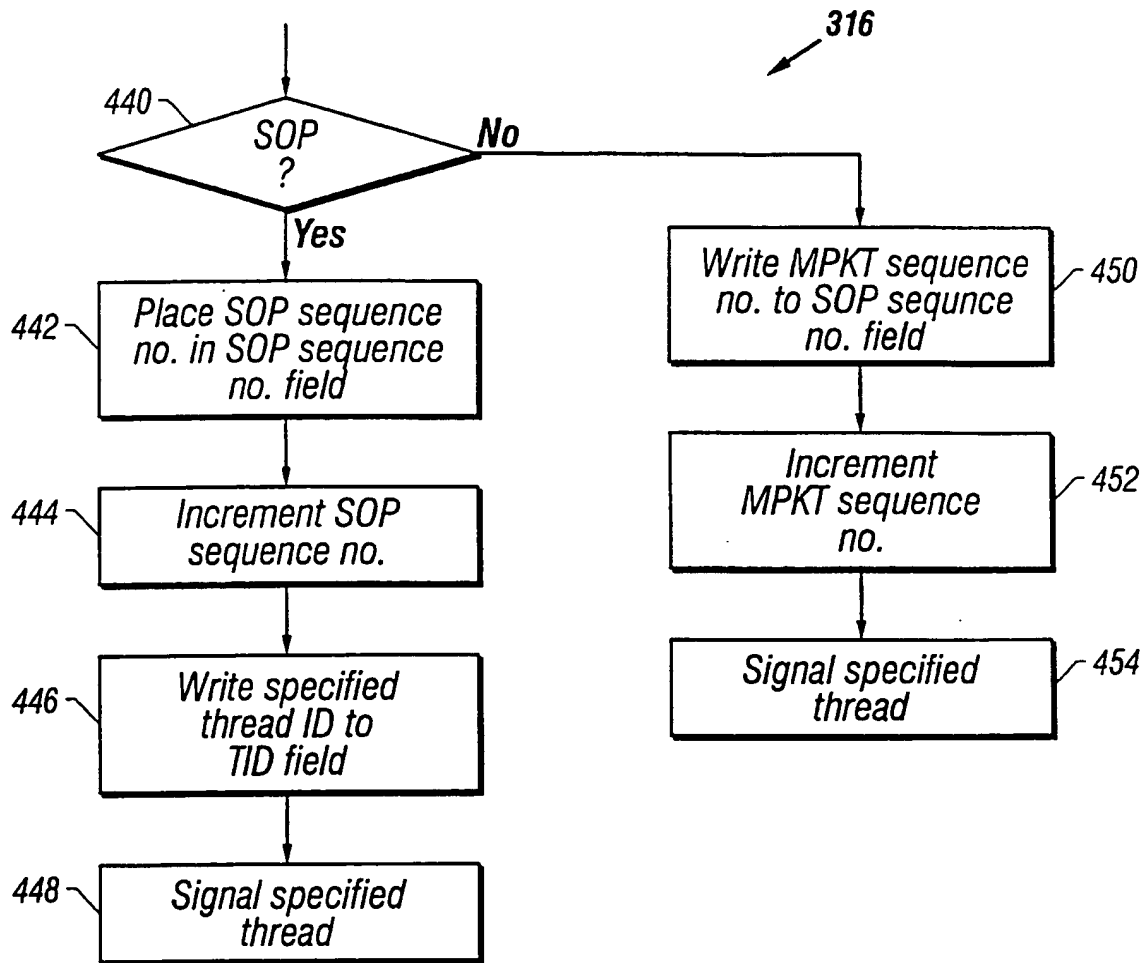 316
440
SOP
?
No
Yes
442
Place SOP sequence
no. in SOP sequence
no. field
444
Increment SOP
sequence no.
446
Write specified
thread ID to
TID field
448
Signal specified
thread
Write MPKT sequence
no. to SOP sequnce
no. field
450
Increment
MPKT sequence
no.
452
Signal specified
thread
454